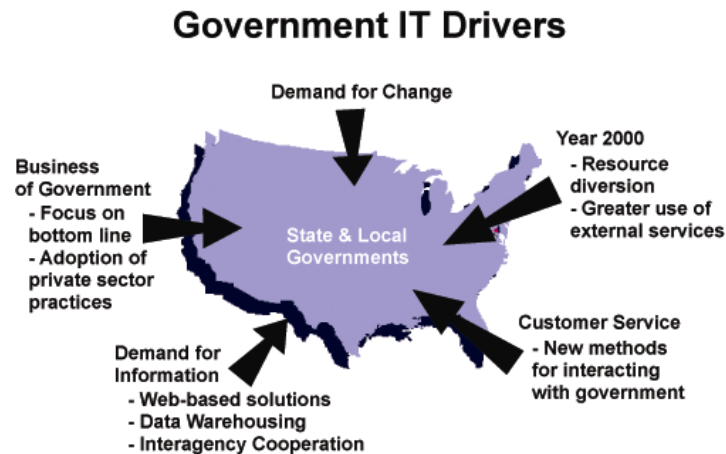 Government IT Drivers
Demand for Change
Year 2000
- Resource
diversion
- Greater use of
external services
Business
of Government
- Focus on
bottom line
- Adoption of
private sector
practices
State & Local
Governments
Customer Service
- New methods
for interacting
with government
Demand for
Information
- Web-based solutions
- Data Warehousing
- Interagency Cooperation